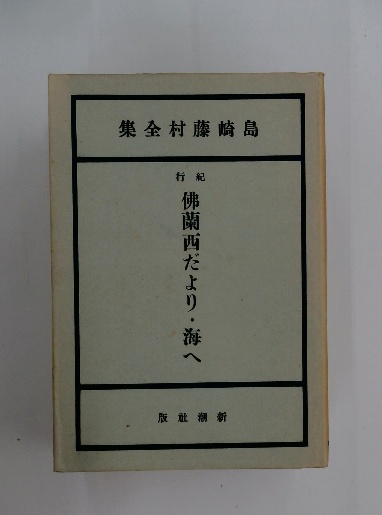 島崎藤村全集
紀行
佛蘭西だより・海へ
新潮社版